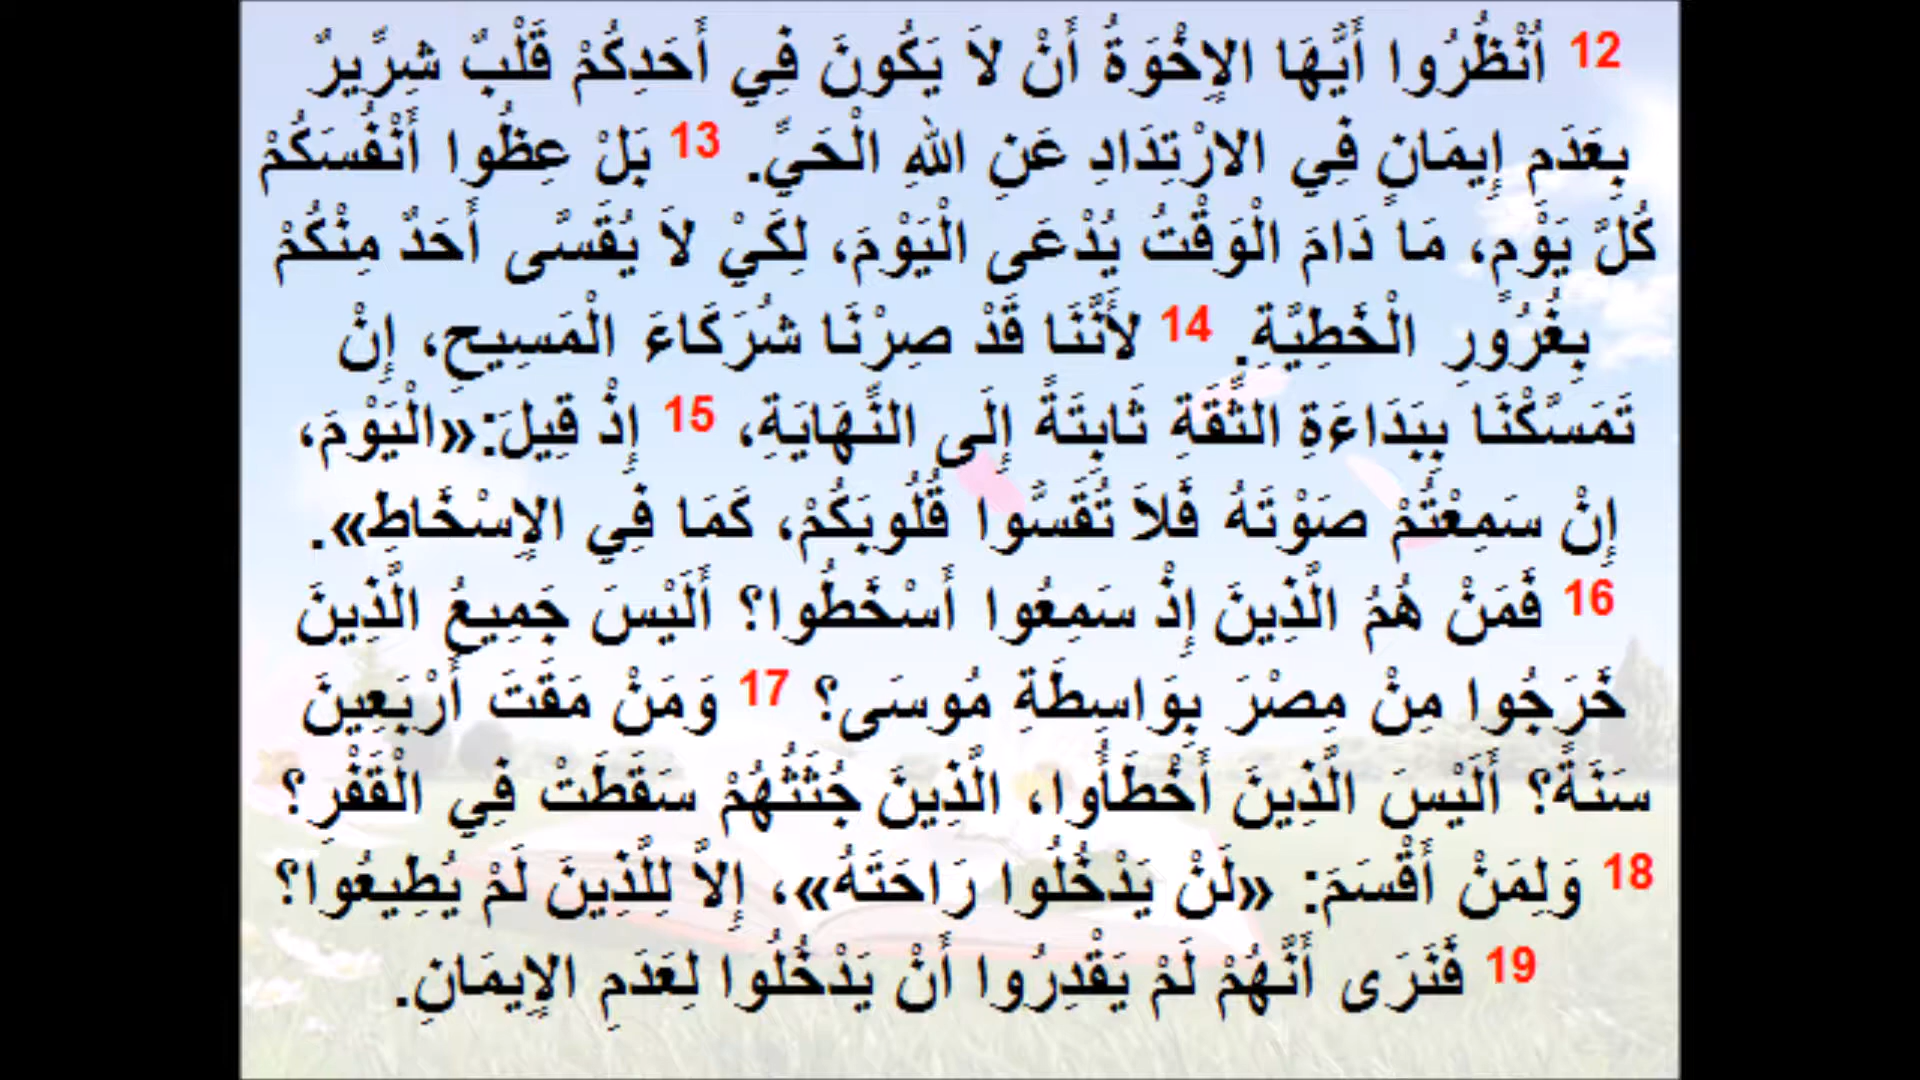 12 اُنْظُرُوا أَيُّهَا الإِخْوَةُ أَنْ لاَ يَكُونَ فِي أَحَدِكُمْ قَلْبٌ شِرِّيرٌ
بِعَدَمِ إِيمَانٍ فِي الارْتِدَادِ عَنِ اللهِ الْحَيِّ. 13 بَلْ عِظُوا أَنْفُسَكُمْ
كُلَّ يَوْمٍ، مَا دَامَ الْوَقْتُ يُدْعَى الْيَوْمَ، لِكَيْ لاَ يُقَسَّى أَحَدٌ مِنْكُمْ
بِغُرُورِ الْخَطِيَّةِ. 14 لأَنَّنَا قَدْ صِرْنَا شُرَكَاءَ الْمَسِيحِ، إِنْ
تَمَسَّكْنَا بِبَدَاءَةِ الثِّقَةِ ثَابِتَةً إِلَى النِّهَايَةِ، 15 إِذْ قِيلَ:«الْيَوْمَ،
إِنْ سَمِعْتُمْ صَوْتَهُ فَلاَ تُقَسُّوا قُلُوبَكُمْ، كَمَا فِي الإِسْخَاطِ».
16 فَمَنْ هُمُ الَّذِينَ إِذْ سَمِعُوا أَسْخَطُوا؟ أَلَيْسَ جَمِيعُ الَّذِينَ
خَرَجُوا مِنْ مِصْرَ بِوَاسِطَةِ مُوسَى؟ 17 وَمَنْ مَقَتَ أَرْبَعِينَ
سَنَةً؟ أَلَيْسَ الَّذِينَ أَخْطَأُوا، الَّذِينَ جُثَثُهُمْ سَقَطَتْ فِي الْقَفْرِ؟
18 وَلِمَنْ أَقْسَمَ: «لَنْ يَدْخُلُوا رَاحَتَهُ»، إِلاَّ لِلَّذِينَ لَمْ يُطِيعُوا؟
19 فَنَرَى أَنَّهُمْ لَمْ يَقْدِرُوا أَنْ يَدْخُلُوا لِعَدَمِ الإِيمَانِ.